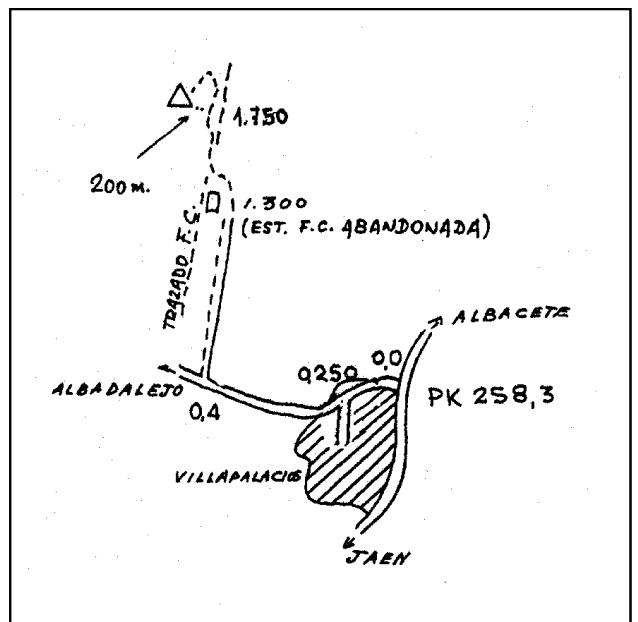 1.750
200 m.
1.300
(EST. F.C. ABANDONADA)
TRAZADO F.C.
ALBACETE
0,0
0,250
ALBADALEJO
PK 258,3
0,4
VILLAPALACIOS
JAEN